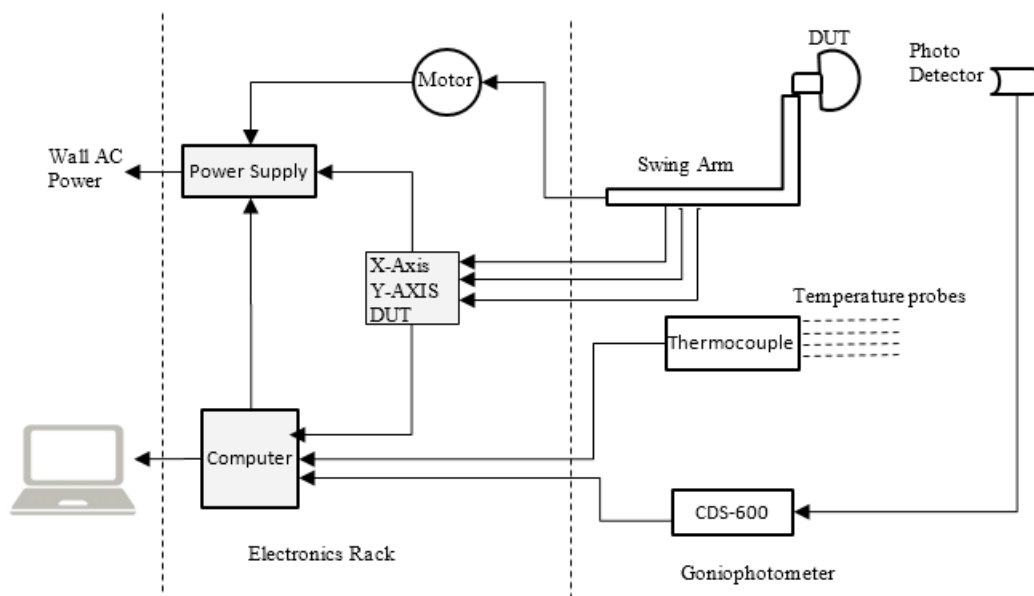 DUT
Photo
Detector
Motor
Wall AC
Power
Power Supply
Swing Arm
X-Axis
Y-AXIS
DUT
Temperature probes
Thermocouple
Computer
CDS-600
Electronics Rack
Goniophotometer